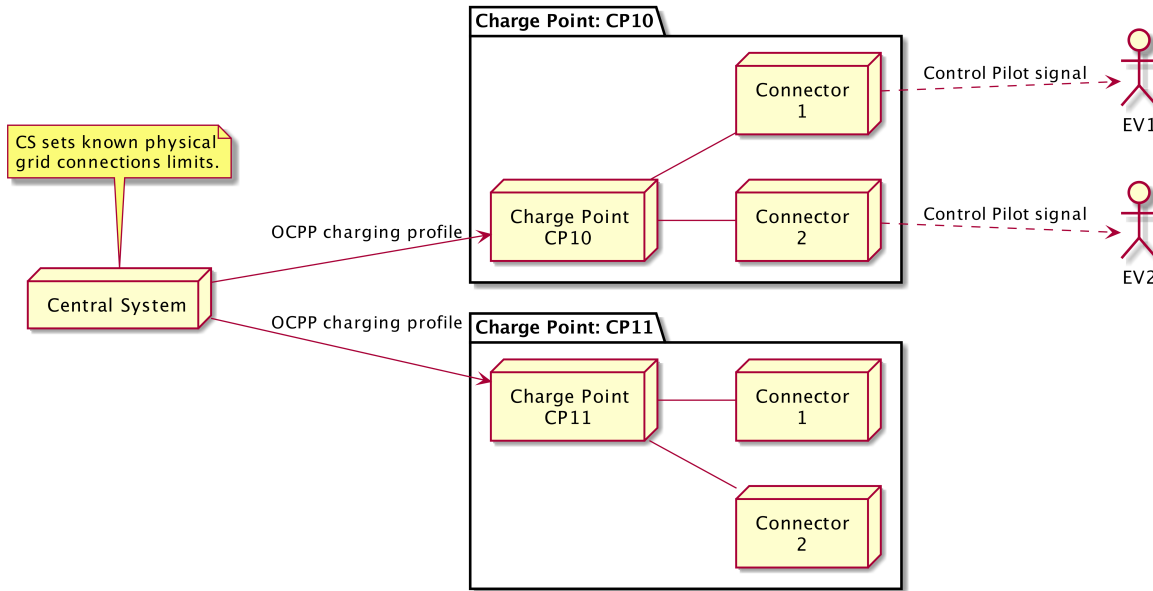 Charge Point: CP10
Connector
1
Control Pilot signal
EV1
CS sets known physical
grid connections limits.
Charge Point
CP10
Connector
2
Control Pilot signal
EV2
OCPP charging profile
Central System
OCPP charging profile
Charge Point: CP11
Charge Point
CP11
Connector
1
Connector
2